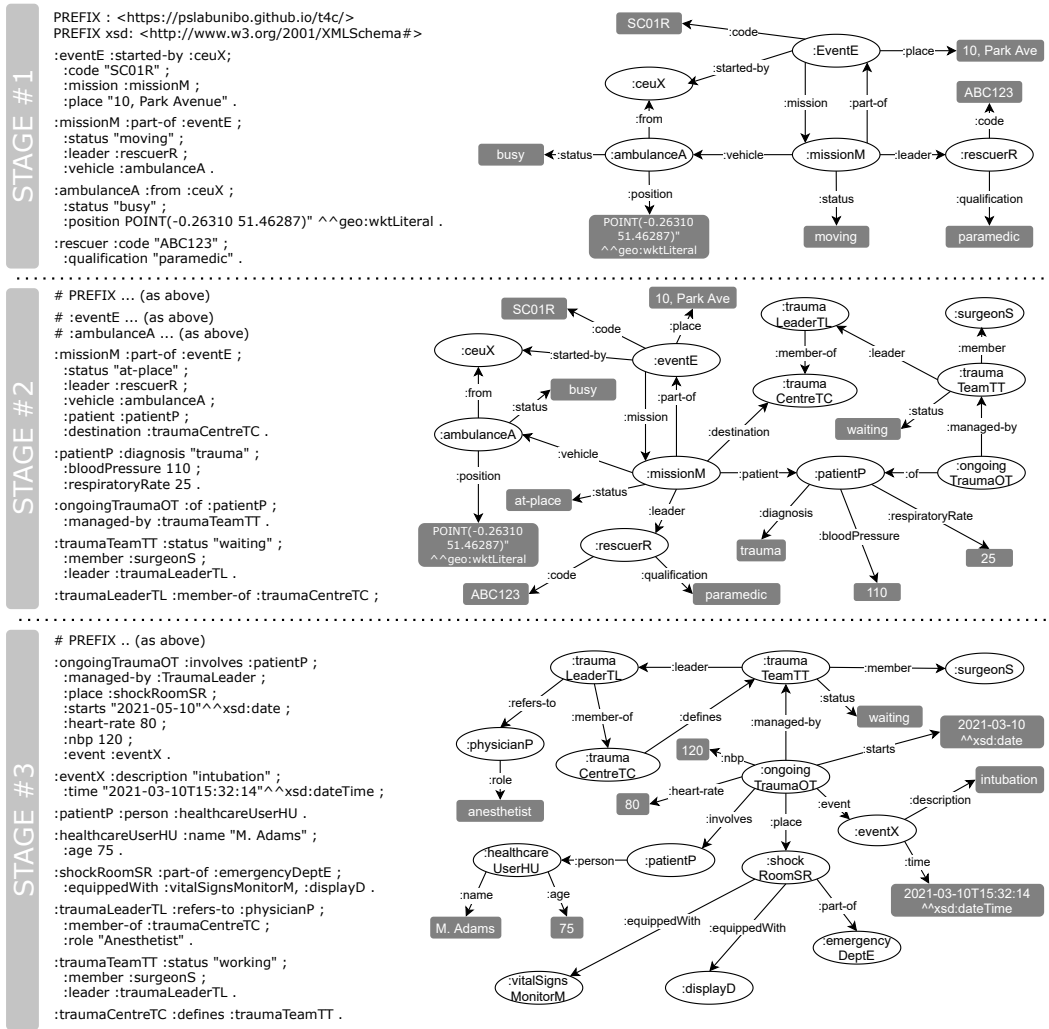 STAGE #1
PREFIX : <https://pslabunibo.github.io/t4c/>
PREFIX xsd: <http://www.w3.org/2001/XMLSchema#>
:eventE :started-by :ceuX;
:code "SC01R" ;
:mission :missionM ;
:place "10, Park Avenue" .
:missionM :part-of :eventE ;
:status "moving" ;
:leader :rescuerR ;
:vehicle :ambulanceA .
:ambulanceA :from :ceuX ;
:status "busy" ;
:position POINT(-0.26310 51.46287)" ^^geo:wktLiteral .
:rescuer :code "ABC123" ;
:qualification "paramedic" .
SC01R
:code
:EventE
:place
10, Park Ave
:started-by
:ceuX
:mission
:part-of
ABC123
:from
:code
busy
:status
:ambulanceA
:vehicle
:missionM
:leader
:rescuerR
:position
:status
:qualification
POINT(-0.26310
51.46287)"
^^geo:wktLiteral
moving
paramedic
STAGE #2
# PREFIX ... (as above)
# :eventE ... (as above)
# :ambulanceA ... (as above)
:missionM :part-of :eventE ;
:status "at-place" ;
:leader :rescuerR ;
:vehicle :ambulanceA ;
:patient :patientP ;
:destination :traumaCentreTC .
:patientP :diagnosis "trauma" ;
:bloodPressure 110 ;
:respiratoryRate 25 .
:ongoingTraumaOT :of :patientP ;
:managed-by :traumaTeamTT .
:traumaTeamTT :status "waiting" ;
:member :surgeonS ;
:leader :traumaLeaderTL .
:traumaLeaderTL :member-of :traumaCentreTC ;
SC01R
10, Park Ave
:trauma
LeaderTL
:surgeonS
:code
:place
:ceuX
:started-by
:eventE
:leader
:member
:member-of
:trauma
TeamTT
:from
busy
:status
:part-of
:trauma
CentreTC
:mission
:status
waiting
:managed-by
:ambulanceA
:destination
:vehicle
:position
:missionM
:patient
:patientP
:of
:ongoing
TraumaOT
at-place
:status
:leader
:diagnosis
:respiratoryRate
POINT(-0.26310
51.46287)"
^^geo:wktLiteral
:rescuerR
trauma
:bloodPressure
25
:code
:qualification
ABC123
paramedic
110
STAGE #3
# PREFIX .. (as above)
:ongoingTraumaOT :involves :patientP ;
:managed-by :TraumaLeader ;
:place :shockRoomSR ;
:starts "2021-05-10"^^xsd:date ;
:heart-rate 80 ;
:nbp 120 ;
:event :eventX .
:eventX :description "intubation" ;
:time "2021-03-10T15:32:14"^^xsd:dateTime ;
:patientP :person :healthcareUserHU .
:healthcareUserHU :name "M. Adams" ;
:age 75 .
:shockRoomSR :part-of :emergencyDeptE ;
:equippedWith :vitalSignsMonitorM, :displayD .
:traumaLeaderTL :refers-to :physicianP ;
:member-of :traumaCentreTC ;
:role "Anesthetist" .
:traumaTeamTT :status "working" ;
:member :surgeonS ;
:leader :traumaLeaderTL .
:traumaCentreTC :defines :traumaTeamTT .
:trauma
LeaderTL
:leader
:trauma
TeamTT
:member
:surgeonS
:refers-to
:status
:member-of
:defines
:managed-by
waiting
2021-03-10
^^xsd:date
:physicianP
:trauma
CentreTC
120
:nbp
:starts
:ongoing
TraumaOT
:role
intubation
anesthetist
80
:heart-rate
:event
:description
:involves
:place
:eventX
:healthcare
UserHU
:person
:patientP
:shock
RoomSR
:time
:name
:age
2021-03-10T15:32:14
^^xsd:dateTime
M. Adams
75
:equippedWith
:part-of
:equippedWith
:emergency
DeptE
:vitalSigns
MonitorM
:displayD